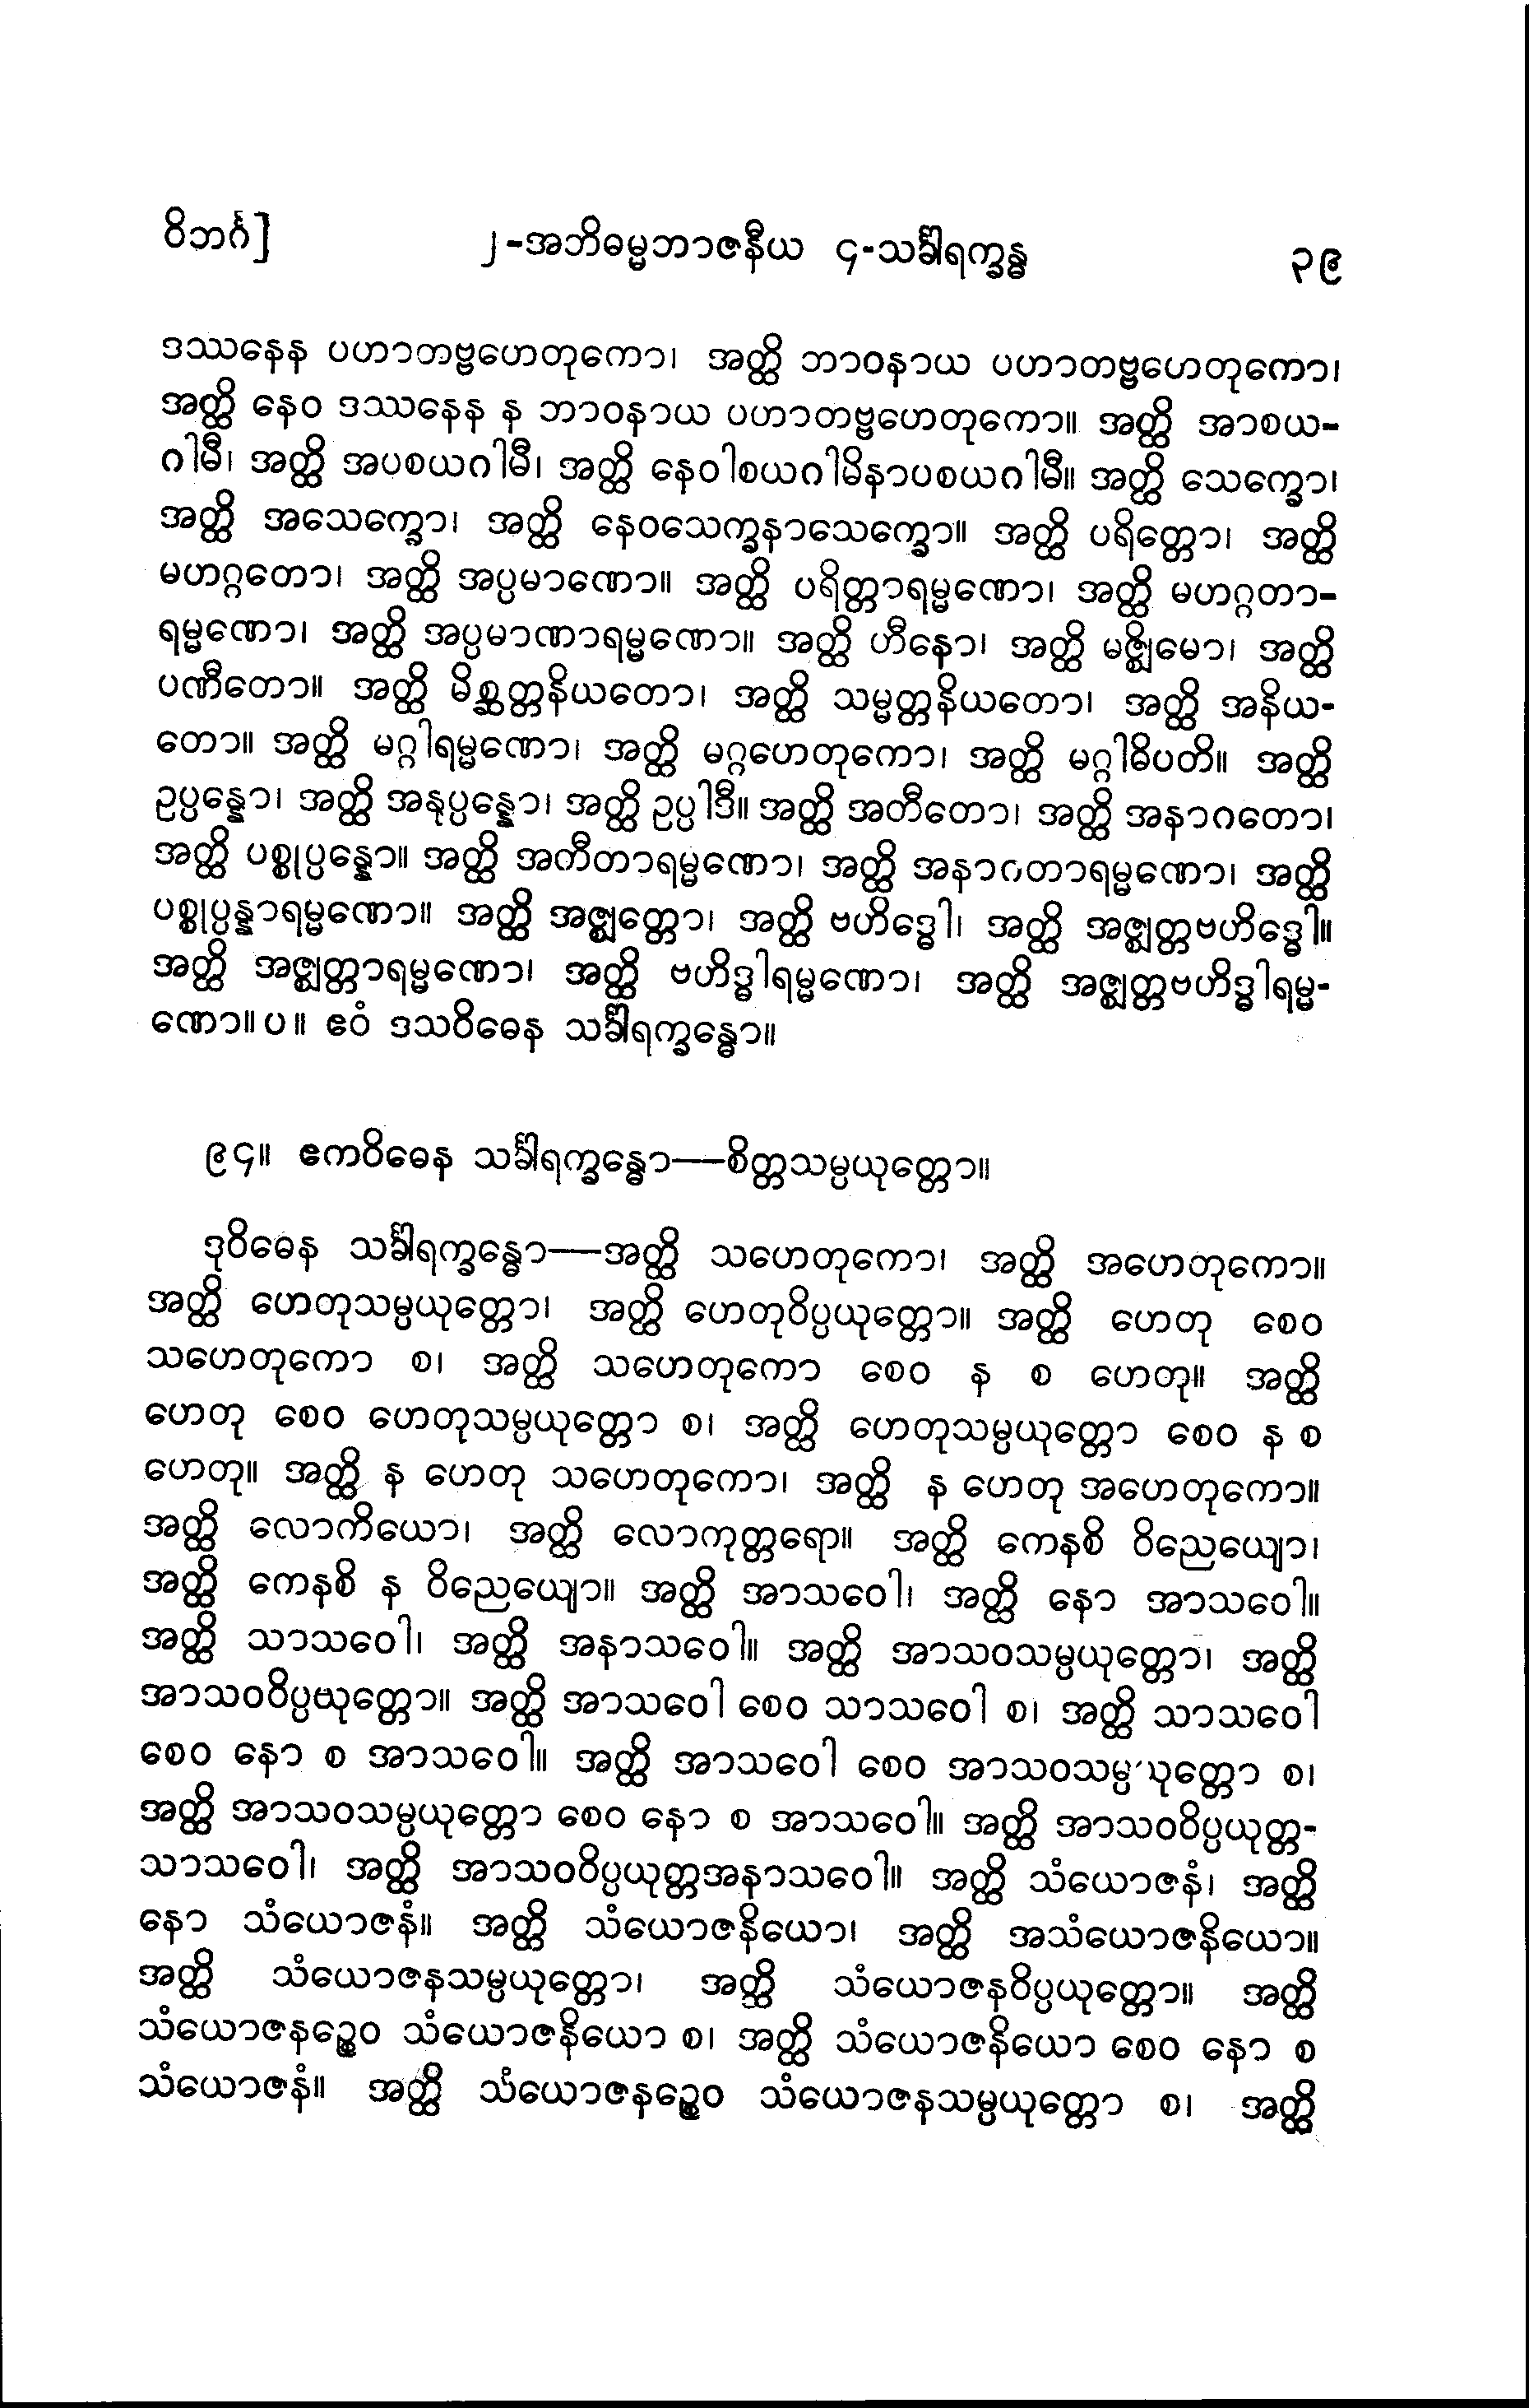 ဝိဘင်္ဂ]
၂-အဘိဓမ္မဘာဇနီယ ၄-သင်္ခါရက္ခန္ဓ
၃၉
ဒဿနေန ပဟာတဗ္ဗဟေတုကော၊ အတ္ထိ ဘာဝနာယ ပဟာတဗ္ဗဟေတုကော၊
အတ္ထိ နေဝ ဒဿနေန န ဘာဝနာယ ပဟာတဗ္ဗဟေတုကော။ အတ္ထိ အာစယ-
ဂါမီ၊ အတ္ထိ အပစယဂါမီ၊ အတ္ထိ နေဝါစယဂါမိနာပစယဂါမီ။ အတ္ထိ သေက္ခော၊
အတ္ထိ အသေက္ခော၊ အတ္ထိ နေဝသေက္ခနာသေက္ခော။ အတ္ထိ ပရိတ္တော၊ အတ္ထိ
မဟဂ္ဂတော၊ အတ္ထိ အပ္ပမာဏော။ အတ္ထိ ပရိတ္တာရမ္မဏော၊ အတ္ထိ မဟဂ္ဂတာ-
ရမ္မဏော၊ အတ္ထိ အပ္ပမာဏာရမ္မဏော။ အတ္ထိ ဟီနော၊ အတ္ထိ မဇ္ဈိမော၊ အတ္ထိ
ပဏီတော။ အတ္ထိ မိစ္ဆတ္တနိယတော၊ အတ္ထိ သမ္မတ္တနိယတော၊ အတ္ထိ အနိယ-
တော။ အတ္ထိ မဂ္ဂါရမ္မဏော၊ အတ္ထိ မဂ္ဂဟေတုကော၊ အတ္ထိ မဂ္ဂါဓိပတိ။ အတ္ထိ
ဥပ္ပန္နော၊ အတ္ထိ အနုပ္ပန္နော၊ အတ္ထိ ဥပ္ပါဒီ။ အတ္ထိ အတီတော၊ အတ္ထိ အနာဂတော၊
အတ္ထိ ပစ္စုပ္ပန္နော။ အတ္ထိ အတီတာရမ္မဏော၊ အတ္ထိ အနာဂတာရမ္မဏော၊ အတ္ထိ
ပစ္စုပ္ပန္နာရမ္မဏော။ အတ္ထိ အဇ္ဈတ္တော၊ အတ္ထိ ဗဟိဒ္ဓေါ၊ အတ္ထိ အဇ္ဈတ္တဗဟိဒ္ဓေါ။
အတ္ထိ အဇ္ဈတ္တာရမ္မဏော၊ အတ္ထိ ဗဟိဒ္ဓါရမ္မဏော၊ အတ္ထိ အဇ္ဈတ္တဗဟိဒ္ဓါရမ္မ-
ဏော။ ပ ။ ဧဝံ ဒသဝိဓေန သင်္ခါရက္ခန္ဓော။
၉၄။ ဧကဝိဓေန သင်္ခါရက္ခန္ဓော—စိတ္တသမ္ပယုတ္တော။
ဒုဝိဓေန သင်္ခါရက္ခန္ဓော—အတ္ထိ သဟေတုကော၊ အတ္ထိ အဟေတုကော။
အတ္ထိ ဟေတုသမ္ပယုတ္တော၊ အတ္ထိ ဟေတုဝိပ္ပယုတ္တော။ အတ္ထိ ဟေတု စေဝ
သဟေတုကော စ၊ အတ္ထိ သဟေတုကော စေဝ န စ ဟေတု။ အတ္ထိ
ဟေတု စေဝ ဟေတုသမ္ပယုတ္တော စ၊ အတ္ထိ ဟေတုသမ္ပယုတ္တော စေဝ န စ
ဟေတု။ အတ္ထိ န ဟေတု သဟေတုကော၊ အတ္ထိ န ဟေတု အဟေတုကော။
အတ္ထိ လောကိယော၊ အတ္ထိ လောကုတ္တရော။ အတ္ထိ ကေနစိ ဝိညေယျော၊
အတ္ထိ ကေနစိ န ဝိညေယျော။ အတ္ထိ အာသဝေါ၊ အတ္ထိ နော အာသဝေါ။
အတ္ထိ သာသဝေါ၊ အတ္ထိ အနာသဝေါ။ အတ္ထိ အာသဝသမ္ပယုတ္တော၊ အတ္ထိ
အာသဝဝိပ္ပယုတ္တော။ အတ္ထိ အာသဝေါ စေဝ သာသဝေါ စ၊ အတ္ထိ သာသဝေါ
စေဝ နော စ အာသဝေါ။ အတ္ထိ အာသဝေါ စေဝ အာသဝသမ္ပယုတ္တော စ၊
အတ္ထိ အာသဝသမ္ပယုတ္တော စေဝ နော စ အာသဝေါ။ အတ္ထိ အာသဝဝိပ္ပယုတ္တ-
သာသဝေါ၊ အတ္ထိ အာသဝဝိပ္ပယုတ္တအနာသဝေါ။ အတ္ထိ သံယောဇနံ၊ အတ္ထိ
နော သံယောဇနံ။ အတ္ထိ သံယောဇနိယော၊ အတ္ထိ အသံယောဇနိယော။
အတ္ထိ သံယောဇနသမ္ပယုတ္တော၊ အတ္ထိ သံယောဇနဝိပ္ပယုတ္တော။ အတ္ထိ
သံယောဇနဉ္စေဝ သံယောဇနိယော စ၊ အတ္ထိ သံယောဇနိယော စေဝ နော စ
သံယောဇနံ။ အတ္ထိ သံယောဇနဉ္စေဝ သံယောဇနသမ္ပယုတ္တော စ၊ အတ္ထိ